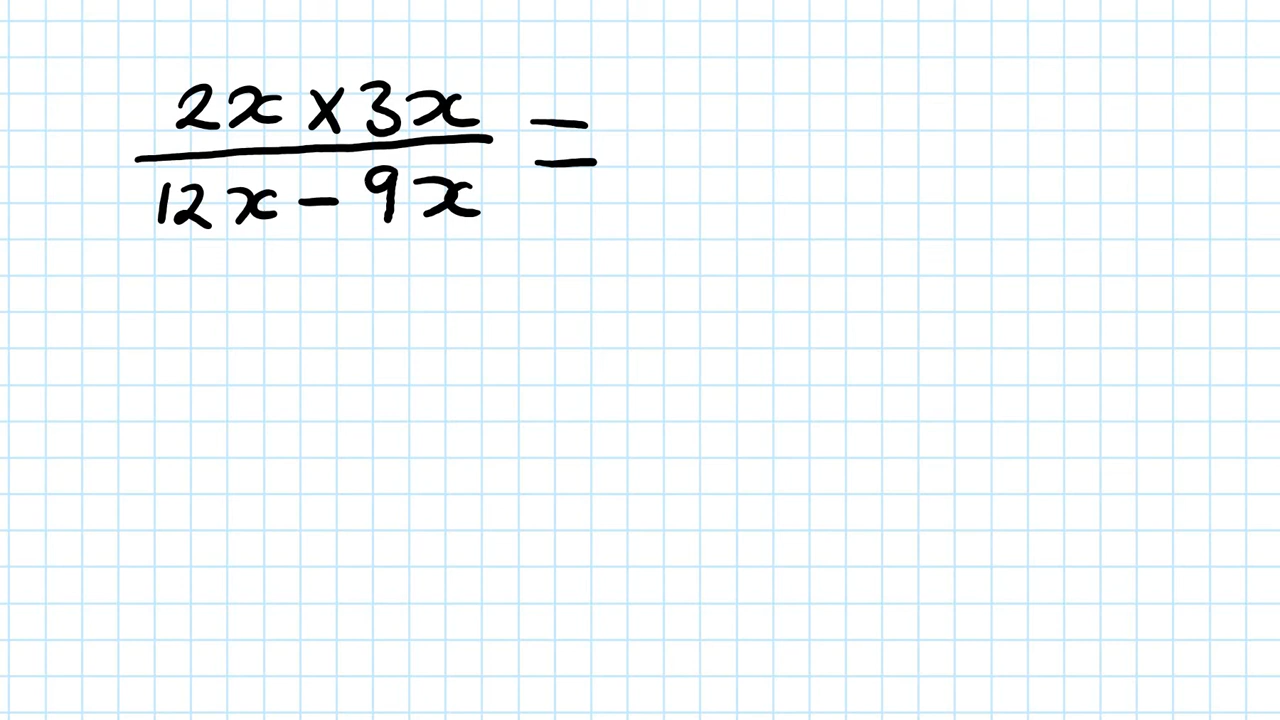 2x × 3x =
12x - 9x